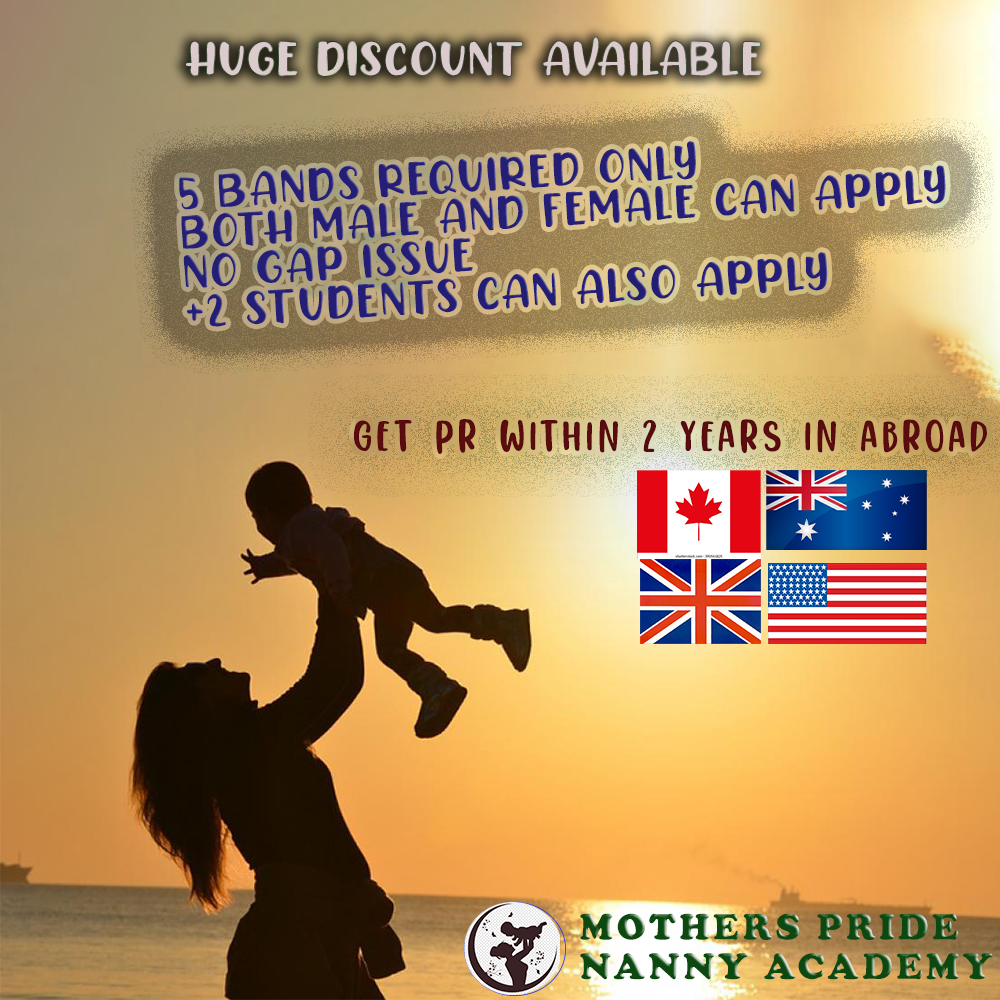 HUGE DISCOUNT AVAILABLE
5 BANDS REQUIRED ONLY
BOTH MALE AND FEMALE CAN APPLY
NO GAP ISSUE
+2 STUDENTS CAN ALSO APPLY
GET PR WITHIN 2 YEARS IN ABROAD
MOTHERS PRIDE
NANNY ACADEMY